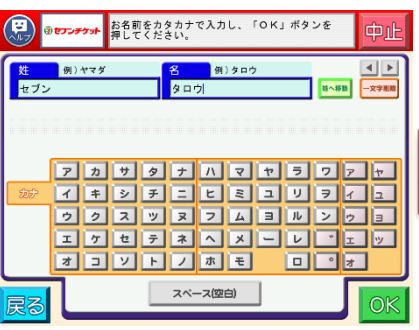 ヘルプ
セブンチケット
お名前をカタカナで入力し、「OK」ボタンを
押してください。
中止
姓 例)ヤマダ
名 例)タロウ
セブン
タロウ
姓へ移動
一文字削除
カナ
ア カ サ タ ナ ハ マ ヤ ラ ワ ァ ャ
イ キ シ チ ニ ヒ ミ ユ リ ヲ ィ ュ
ウ ク ス ツ ヌ フ ム ヨ ル ン ゥ ョ
エ ケ セ テ ネ ヘ メ ー レ ゛ ェ ッ
オ コ ソ ト ノ ホ モ ロ ゜ ォ
スペース(空白)
戻る
OK